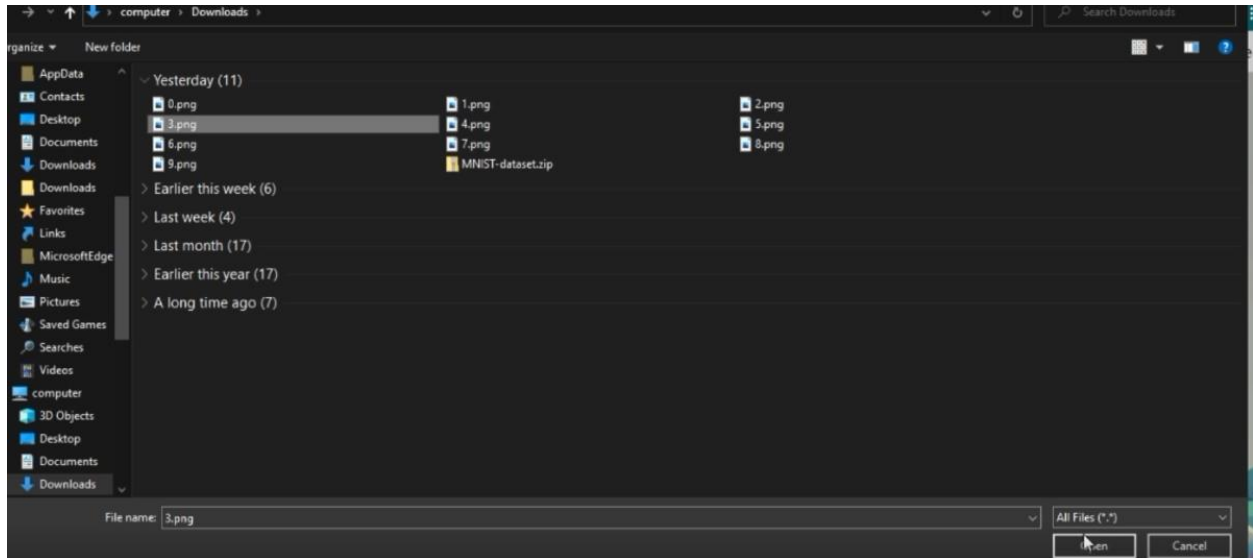 computer › Downloads ›
Search Downloads
rganize
New folder
AppData
Contacts
Desktop
Documents
Downloads
Downloads
Favorites
Links
MicrosoftEdge
Music
Pictures
Saved Games
Searches
Videos
computer
3D Objects
Desktop
Documents
Downloads
Yesterday (11)
0.png 1.png 2.png
3.png 4.png 5.png
6.png 7.png 8.png
9.png MNIST-dataset.zip
Earlier this week (6)
Last week (4)
Last month (17)
Earlier this year (17)
A long time ago (7)
File name: 3.png
All Files (*.*)
Open Cancel